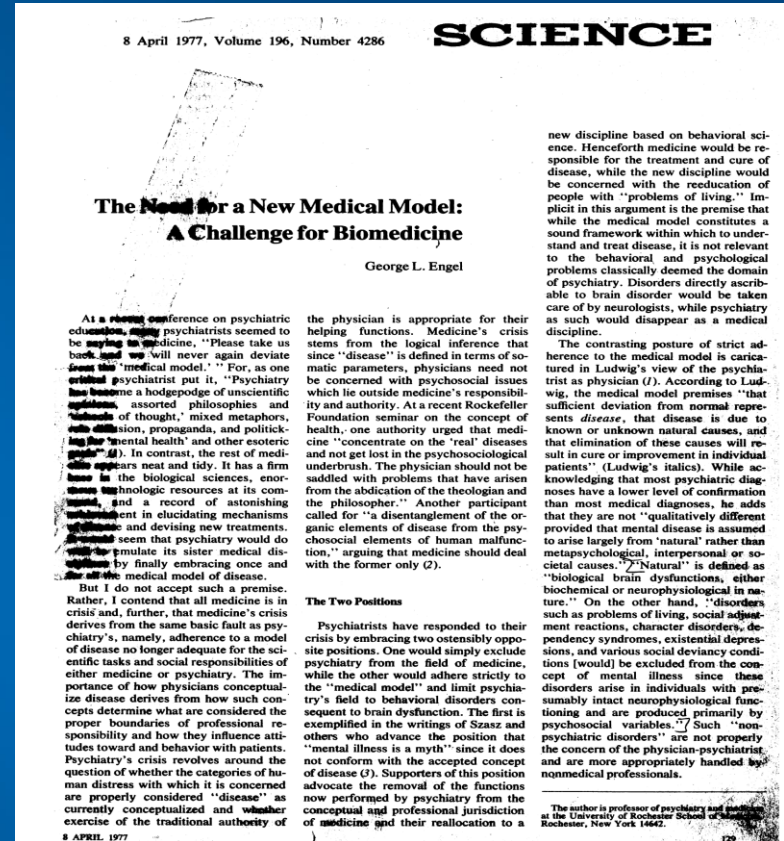 8 April 1977, Volume 196, Number 4286
SCIENCE
The Need for a New Medical Model:
A Challenge for Biomedicine
George L. Engel
At a recent conference on psychiatric
education, many psychiatrists seemed to
be saying to medicine, "Please take us
back and we will never again deviate
from the 'medical model.' " For, as one
critical psychiatrist put it, "Psychiatry
has become a hodgepodge of unscientific
opinions, assorted philosophies and
'schools of thought,' mixed metaphors,
role diffusion, propaganda, and politick-
ing for 'mental health' and other esoteric
goals" (1). In contrast, the rest of medi-
cine appears neat and tidy. It has a firm
base in the biological sciences, enor-
mous technologic resources at its com-
mand, and a record of astonishing
achievement in elucidating mechanisms
of disease and devising new treatments.
It would seem that psychiatry would do
well to emulate its sister medical dis-
ciplines by finally embracing once and
for all the medical model of disease.
But I do not accept such a premise.
Rather, I contend that all medicine is in
crisis and, further, that medicine's crisis
derives from the same basic fault as psy-
chiatry's, namely, adherence to a model
of disease no longer adequate for the sci-
entific tasks and social responsibilities of
either medicine or psychiatry. The im-
portance of how physicians conceptual-
ize disease derives from how such con-
cepts determine what are considered the
proper boundaries of professional re-
sponsibility and how they influence atti-
tudes toward and behavior with patients.
Psychiatry's crisis revolves around the
question of whether the categories of hu-
man distress with which it is concerned
are properly considered "disease" as
currently conceptualized and whether
exercise of the traditional authority of
8 APRIL 1977
the physician is appropriate for their
helping functions. Medicine's crisis
stems from the logical inference that
since "disease" is defined in terms of so-
matic parameters, physicians need not
be concerned with psychosocial issues
which lie outside medicine's responsibil-
ity and authority. At a recent Rockefeller
Foundation seminar on the concept of
health, one authority urged that medi-
cine "concentrate on the 'real' diseases
and not get lost in the psychosociological
underbrush. The physician should not be
saddled with problems that have arisen
from the abdication of the theologian and
the philosopher." Another participant
called for "a disentanglement of the or-
ganic elements of disease from the psy-
chosocial elements of human malfunc-
tion," arguing that medicine should deal
with the former only (2).
The Two Positions
Psychiatrists have responded to their
crisis by embracing two ostensibly oppo-
site positions. One would simply exclude
psychiatry from the field of medicine,
while the other would adhere strictly to
the "medical model" and limit psychia-
try's field to behavioral disorders con-
sequent to brain dysfunction. The first is
exemplified in the writings of Szasz and
others who advance the position that
"mental illness is a myth" since it does
not conform with the accepted concept
of disease (3). Supporters of this position
advocate the removal of the functions
now performed by psychiatry from the
conceptual and professional jurisdiction
of medicine and their reallocation to a
new discipline based on behavioral sci-
ence. Henceforth medicine would be re-
sponsible for the treatment and cure of
disease, while the new discipline would
be concerned with the reeducation of
people with "problems of living." Im-
plicit in this argument is the premise that
while the medical model constitutes a
sound framework within which to under-
stand and treat disease, it is not relevant
to the behavioral and psychological
problems classically deemed the domain
of psychiatry. Disorders directly ascrib-
able to brain disorder would be taken
care of by neurologists, while psychiatry
as such would disappear as a medical
discipline.
The contrasting posture of strict ad-
herence to the medical model is carica-
tured in Ludwig's view of the psychia-
trist as physician (1). According to Lud-
wig, the medical model premises "that
sufficient deviation from normal repre-
sents disease, that disease is due to
known or unknown natural causes, and
that elimination of these causes will re-
sult in cure or improvement in individual
patients" (Ludwig's italics). While ac-
knowledging that most psychiatric diag-
noses have a lower level of confirmation
than most medical diagnoses, he adds
that they are not "qualitatively different
provided that mental disease is assumed
to arise largely from 'natural' rather than
metapsychological, interpersonal or so-
cietal causes." "Natural" is defined as
"biological brain dysfunctions, either
biochemical or neurophysiological in na-
ture." On the other hand, "disorders
such as problems of living, social adjust-
ment reactions, character disorders, de-
pendency syndromes, existential depres-
sions, and various social deviancy condi-
tions [would] be excluded from the con-
cept of mental illness since these
disorders arise in individuals with pre-
sumably intact neurophysiological func-
tioning and are produced primarily by
psychosocial variables." Such "non-
psychiatric disorders" are not properly
the concern of the physician-psychiatrist
and are more appropriately handled by
nonmedical professionals.
The author is professor of psychiatry and medicine
at the University of Rochester School of Medicine,
Rochester, New York 14642.
129